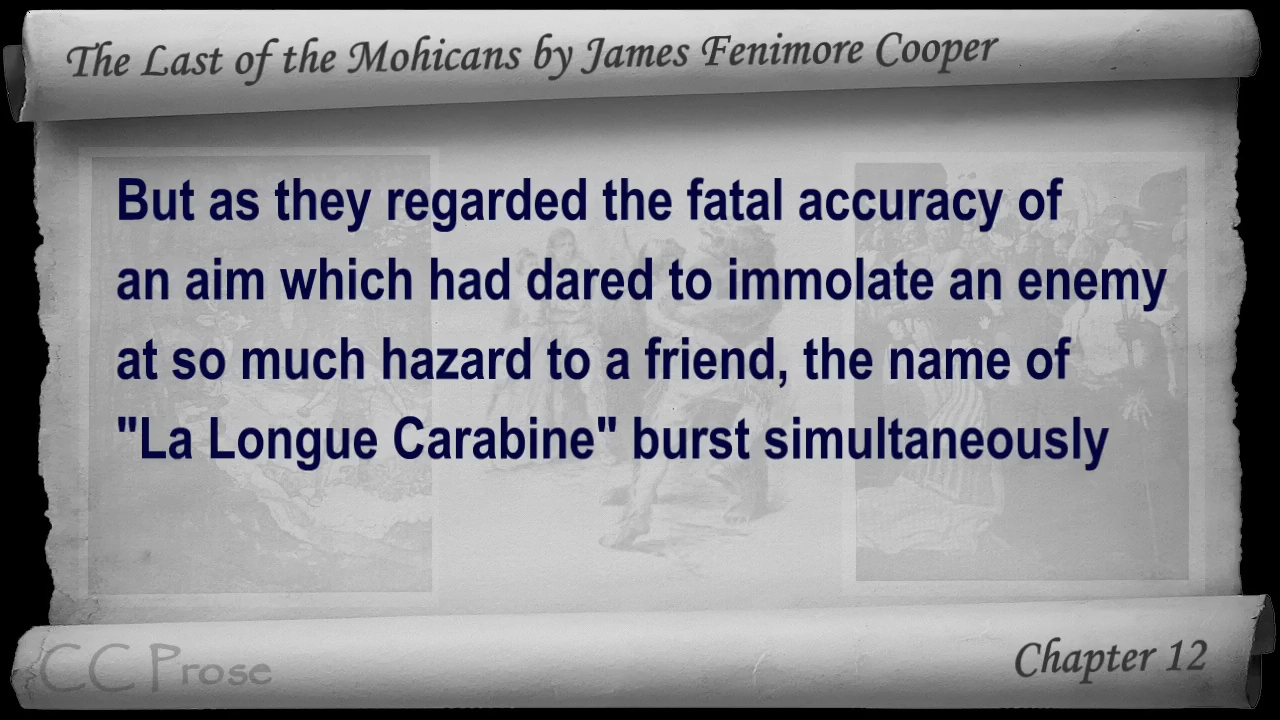 The Last of the Mohicans by James Fenimore Cooper
But as they regarded the fatal accuracy of
an aim which had dared to immolate an enemy
at so much hazard to a friend, the name of
"La Longue Carabine" burst simultaneously
CC Prose
Chapter 12